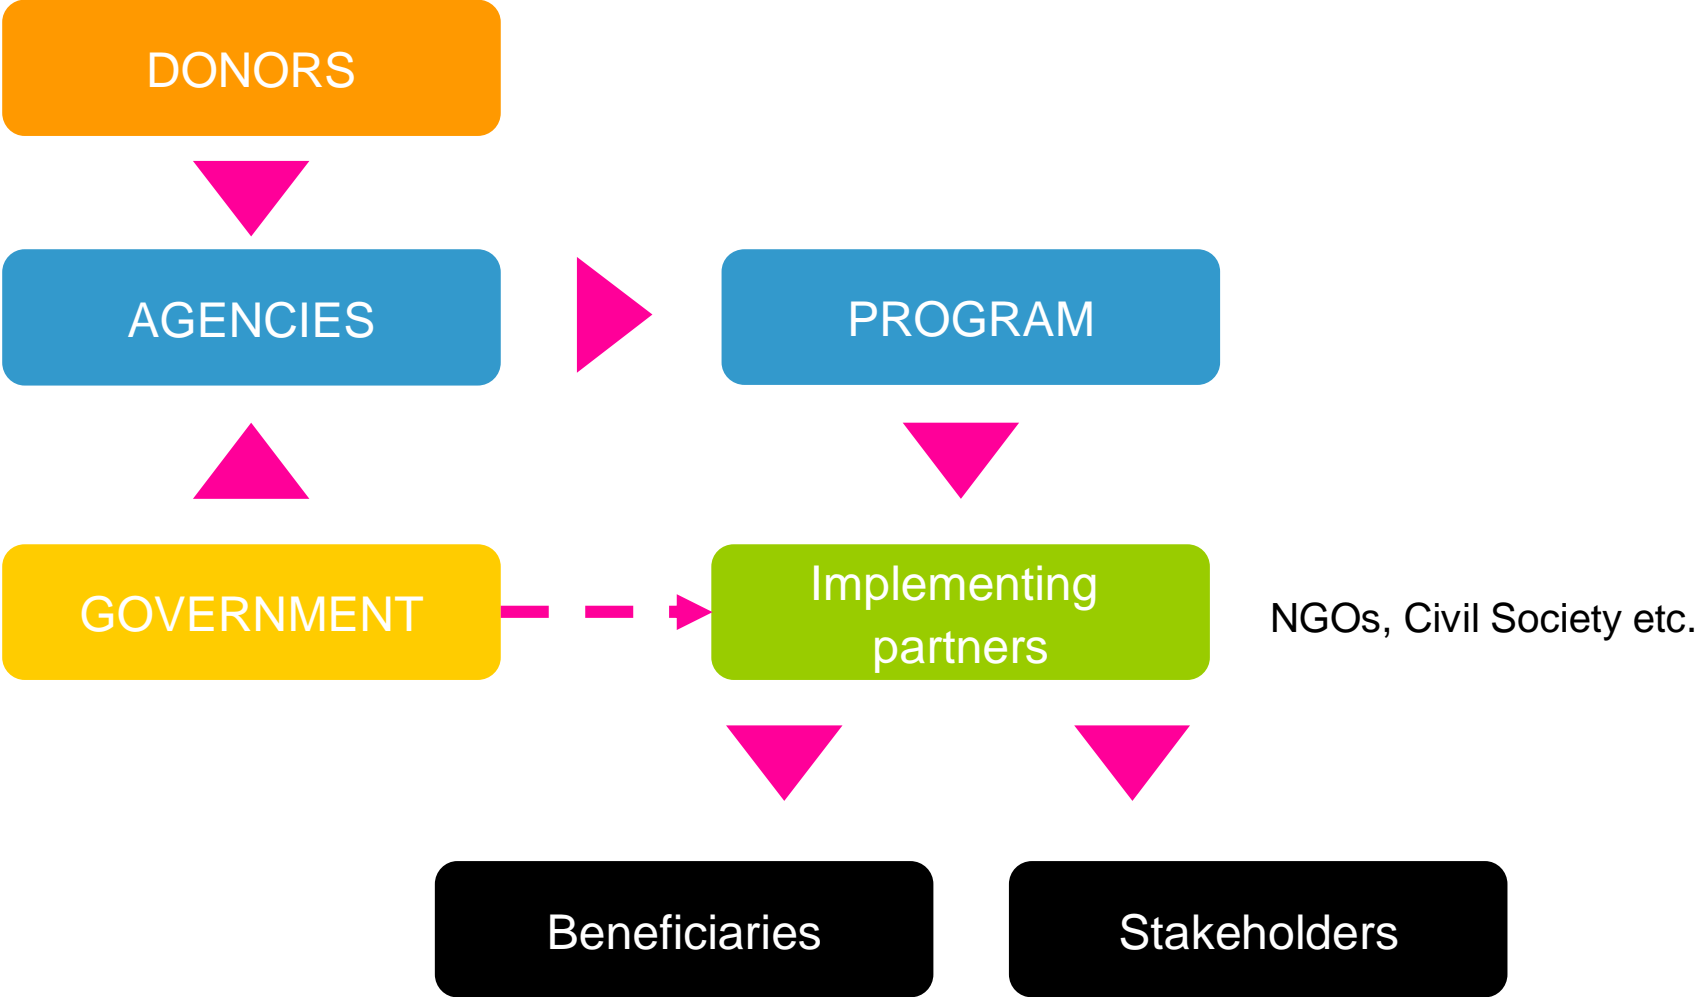 DONORS
AGENCIES
PROGRAM
GOVERNMENT
Implementing
partners
NGOs, Civil Society etc.
Beneficiaries
Stakeholders